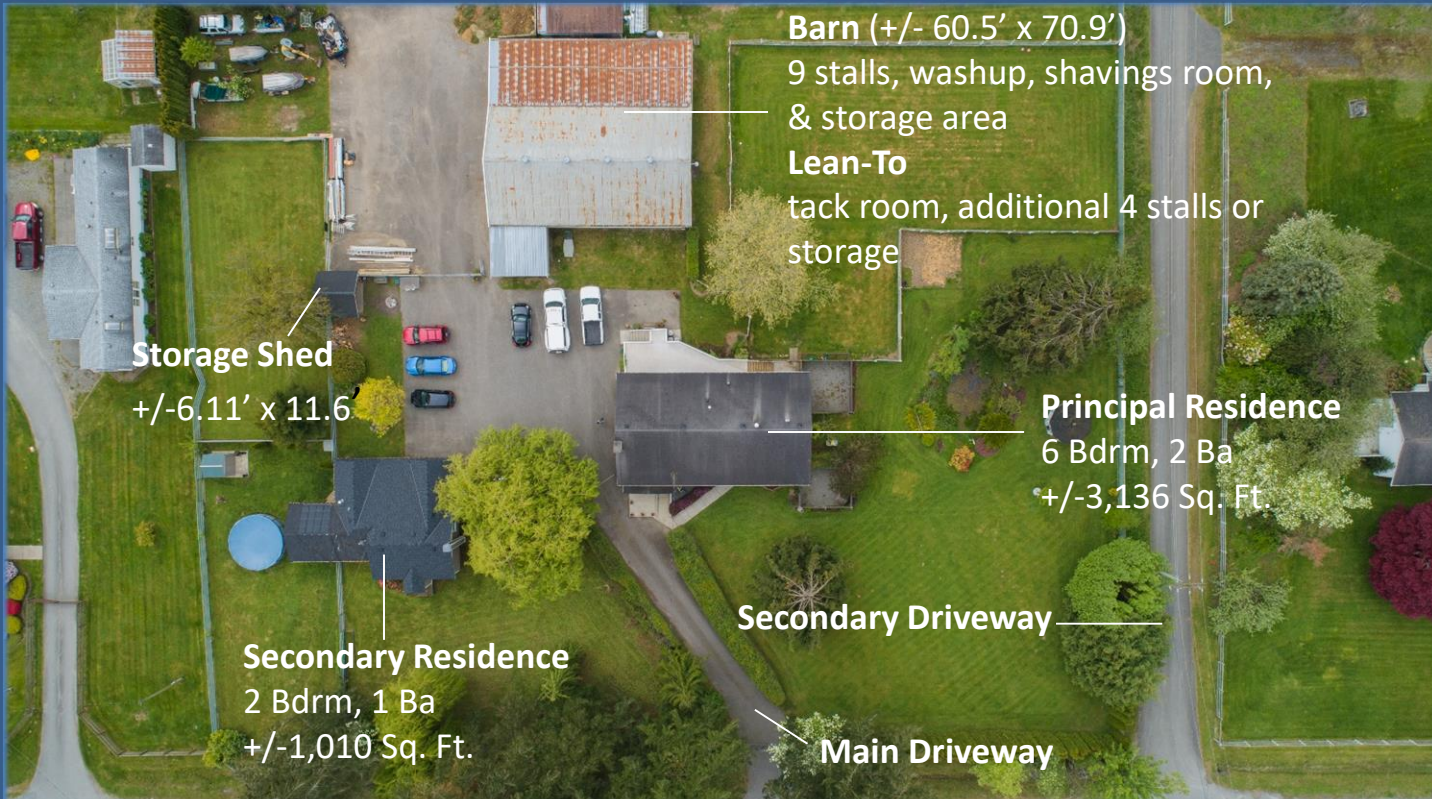 Barn (+/- 60.5’ x 70.9’)
9 stalls, washup, shavings room,
& storage area
Lean-To
tack room, additional 4 stalls or
storage
Storage Shed
+/-6.11’ x 11.6’
Principal Residence
6 Bdrm, 2 Ba
+/-3,136 Sq. Ft.
Secondary Driveway
Secondary Residence
2 Bdrm, 1 Ba
+/-1,010 Sq. Ft.
Main Driveway